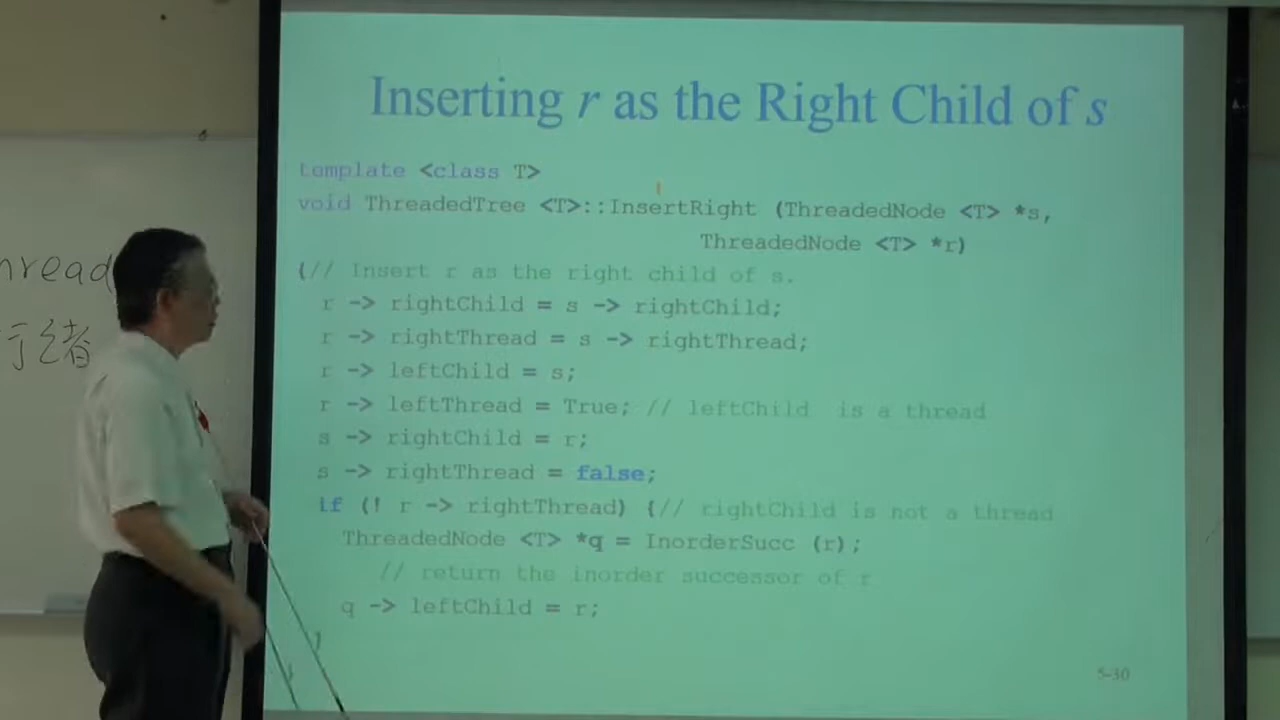 Inserting r as the Right Child of s
template <class T>
void ThreadedTree <T>::InsertRight (ThreadedNode <T> *s,
ThreadedNode <T> *r)
{// Insert r as the right child of s.
r -> rightChild = s -> rightChild;
r -> rightThread = s -> rightThread;
r -> leftChild = s;
r -> leftThread = True; // leftChild is a thread
s -> rightChild = r;
s -> rightThread = false;
if (! r -> rightThread) {// rightChild is not a thread
ThreadedNode <T> *q = InorderSucc (r);
// return the inorder successor of r
q -> leftChild = r;
}
}
5-30
hread
行緒